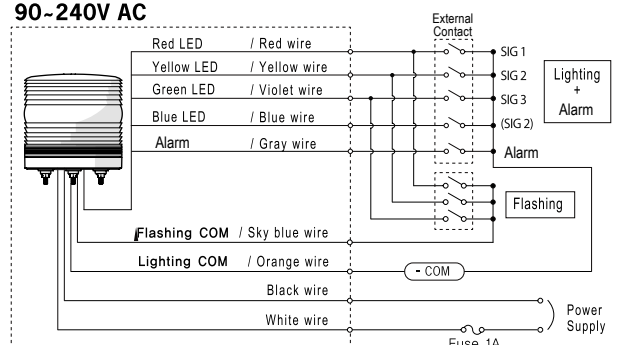 90~240V AC
External
Contact
Red LED / Red wire
SIG 1
Yellow LED / Yellow wire
SIG 2
Green LED / Violet wire
SIG 3
Blue LED / Blue wire
(SIG 2)
Alarm / Gray wire
Alarm
Lighting
+
Alarm
Flashing
Flashing COM / Sky blue wire
Lighting COM / Orange wire
- COM
Black wire
White wire
Power
Supply
Fuse 1A